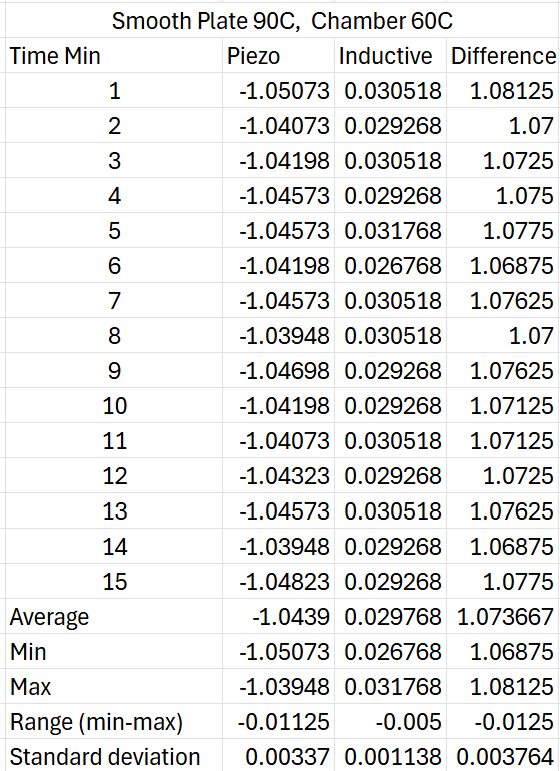 Smooth Plate 90C,  Chamber 60C
Time Min Piezo Inductive Difference
1 -1.05073 0.030518 1.08125
2 -1.04073 0.029268 1.07
3 -1.04198 0.030518 1.0725
4 -1.04573 0.029268 1.075
5 -1.04573 0.031768 1.0775
6 -1.04198 0.026768 1.06875
7 -1.04573 0.030518 1.07625
8 -1.03948 0.030518 1.07
9 -1.04698 0.029268 1.07625
10 -1.04198 0.029268 1.07125
11 -1.04073 0.030518 1.07125
12 -1.04323 0.029268 1.0725
13 -1.04573 0.030518 1.07625
14 -1.03948 0.029268 1.06875
15 -1.04823 0.029268 1.0775
Average -1.0439 0.029768 1.073667
Min -1.05073 0.026768 1.06875
Max -1.03948 0.031768 1.08125
Range (min-max) -0.01125 -0.005 -0.0125
Standard deviation 0.00337 0.001138 0.003764